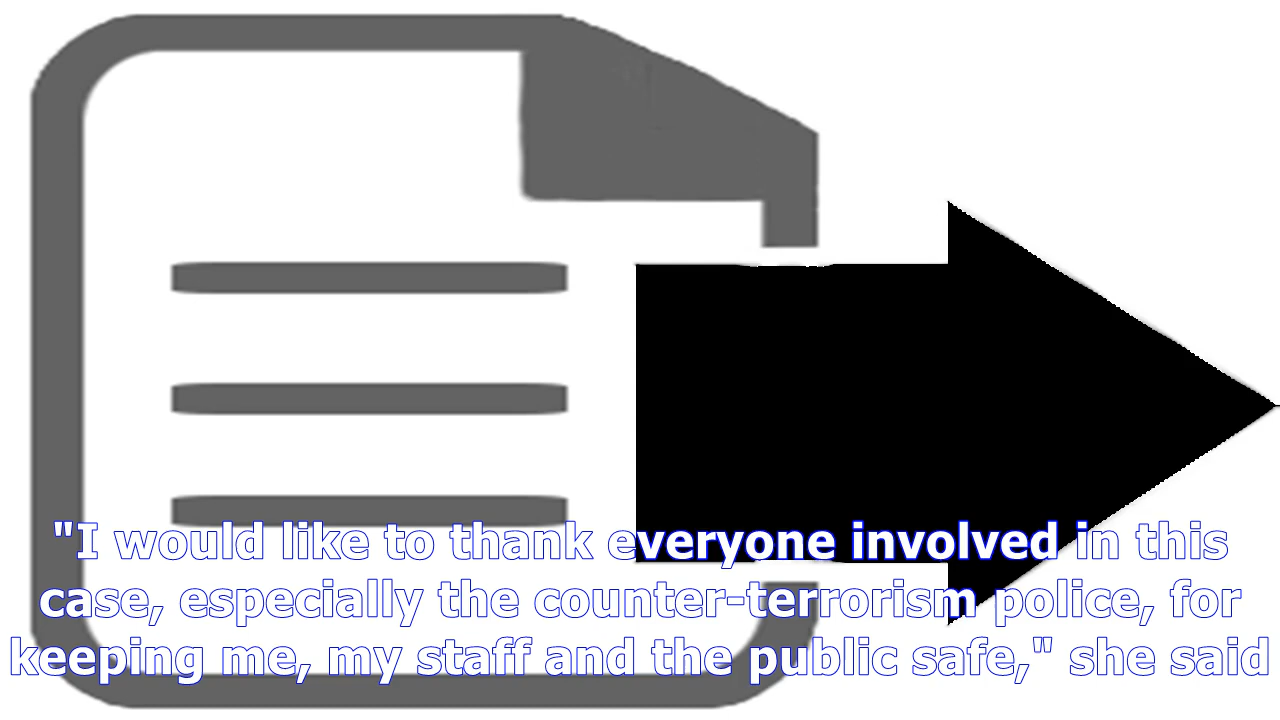 "I would like to thank everyone involved in this
case, especially the counter-terrorism police, for
keeping me, my staff and the public safe," she said